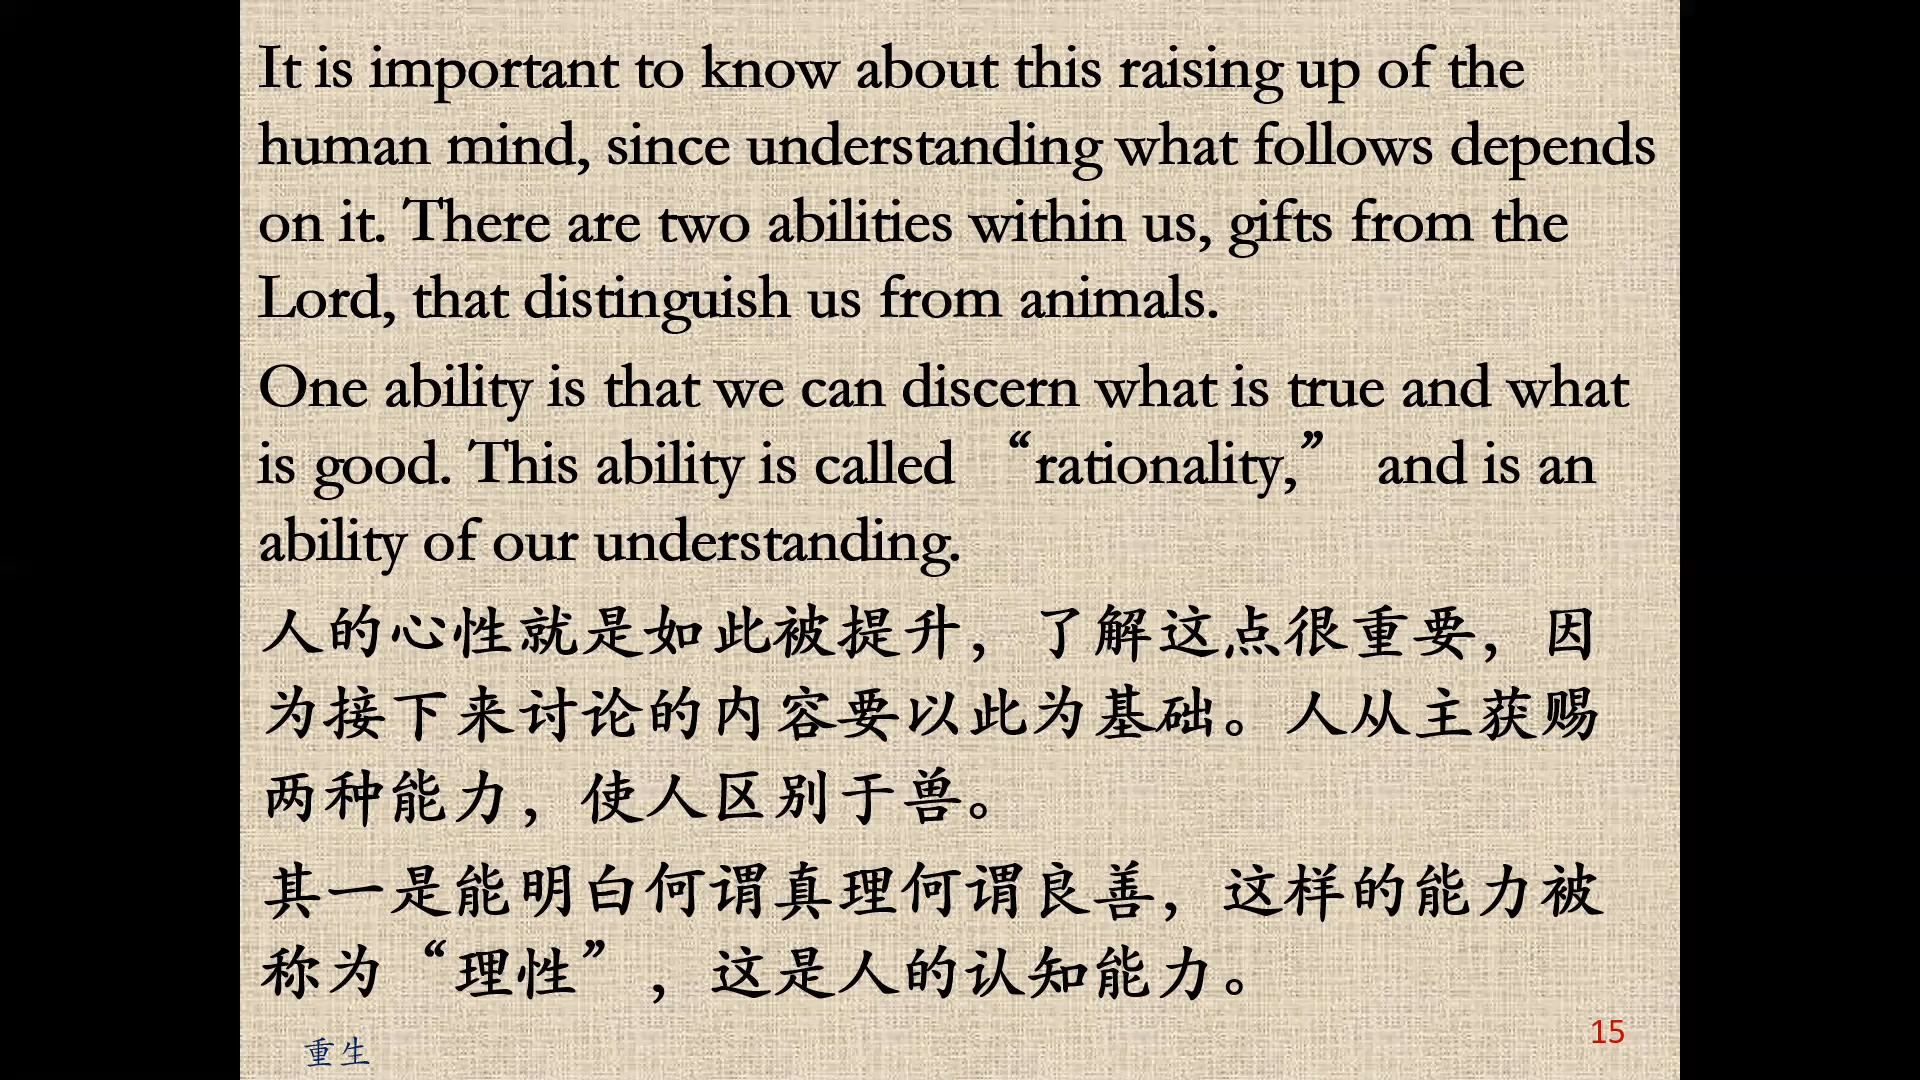 It is important to know about this raising up of the
human mind, since understanding what follows depends
on it. There are two abilities within us, gifts from the
Lord, that distinguish us from animals.
One ability is that we can discern what is true and what
is good. This ability is called “rationality,” and is an
ability of our understanding.
人的心性就是如此被提升，了解这点很重要，因
为接下来讨论的内容要以此为基础。人从主获赐
两种能力，使人区别于兽。
其一是能明白何谓真理何谓良善，这样的能力被
称为“理性”，这是人的认知能力。
重生
15